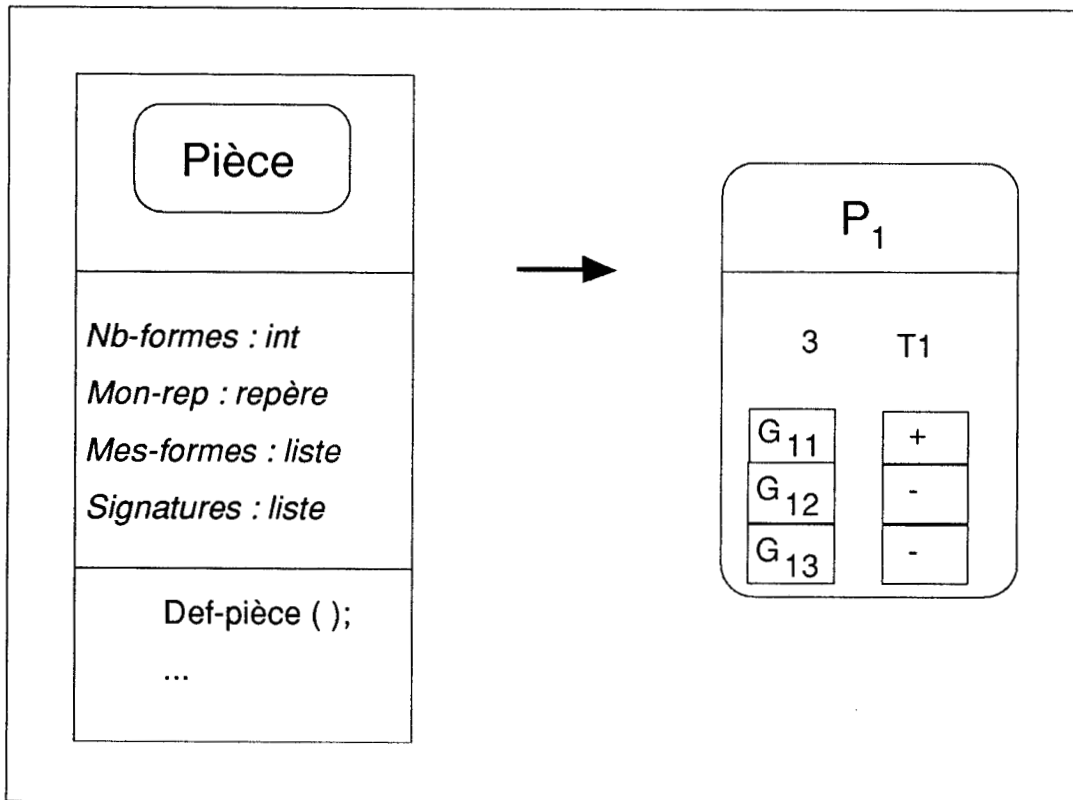 Pièce
Nb-formes : int
Mon-rep : repère
Mes-formes : liste
Signatures : liste
Def-pièce ( );
...
P1
3 T1
G11 +
G12 -
G13 -